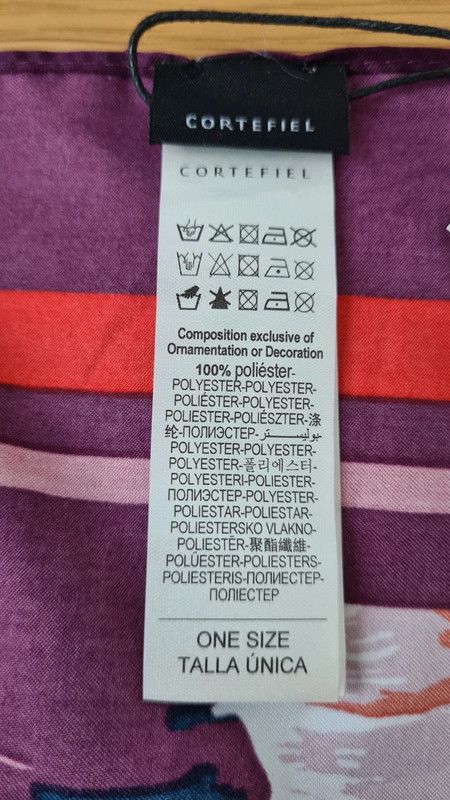 CORTEFIEL
CORTEFIEL
Composition exclusive of
Ornamentation or Decoration
100% poliéster-
POLYESTER-POLYESTER-
POLIÉSTER-POLYESTER-
POLIESTER-POLIÉSZTER-涤
纶-ПОЛИЭСТЕР-بوليستر-
POLYESTER-POLYESTER-
POLYESTER-폴리에스터-
POLYESTERI-POLIESTER-
ПОЛИЭСТЕР-POLYESTER-
POLIESTAR-POLIESTAR-
POLIESTERSKO VLAKNO-
POLIESTĒR-聚酯纖維-
POLÜESTER-POLIESTERS-
POLIESTERIS-ПОЛИЕСТЕР-
ПОЛІЕСТЕР
ONE SIZE
TALLA ÚNICA